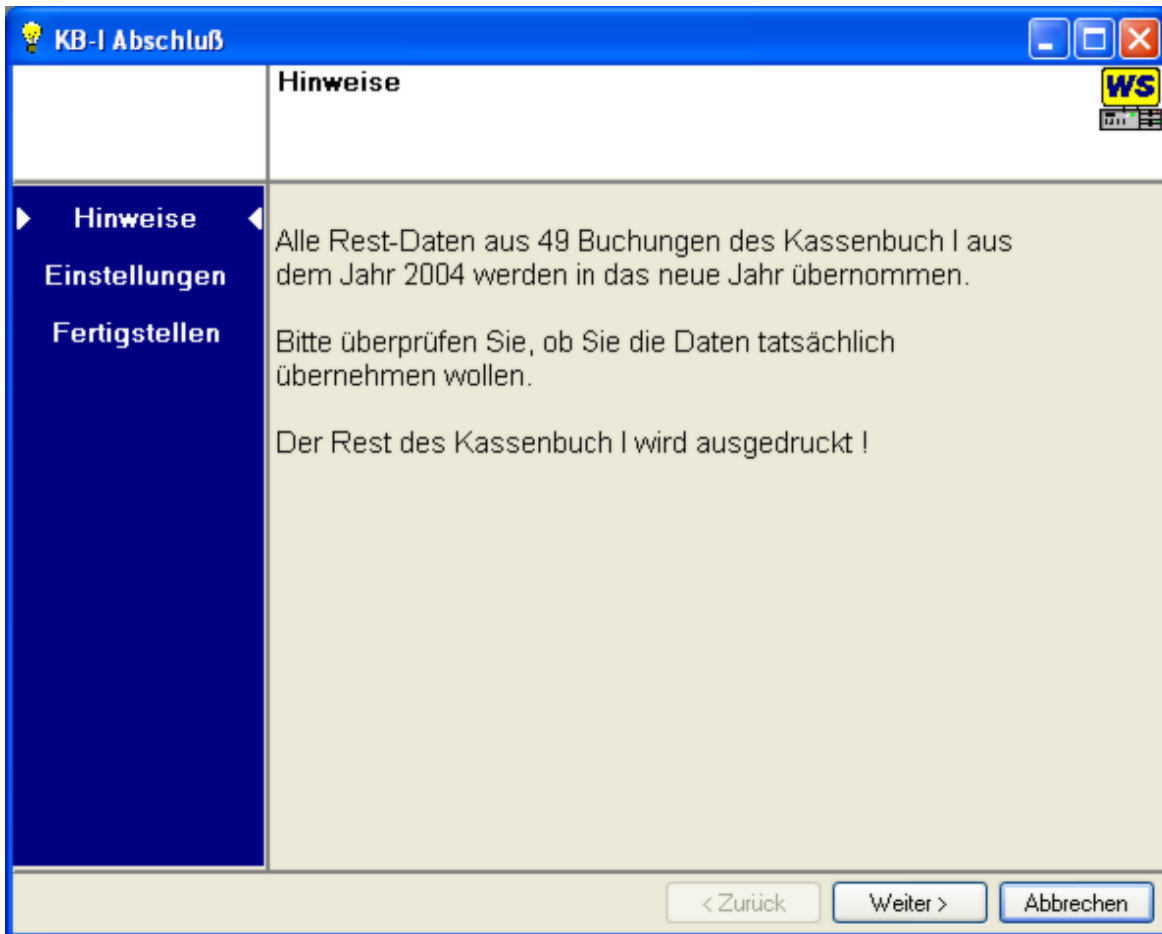 KB-I Abschluß
Hinweise
WS
Hinweise
Einstellungen
Fertigstellen
Alle Rest-Daten aus 49 Buchungen des Kassenbuch I aus
dem Jahr 2004 werden in das neue Jahr übernommen.
Bitte überprüfen Sie, ob Sie die Daten tatsächlich
übernehmen wollen.
Der Rest des Kassenbuch I wird ausgedruckt !
< Zurück
Weiter >
Abbrechen